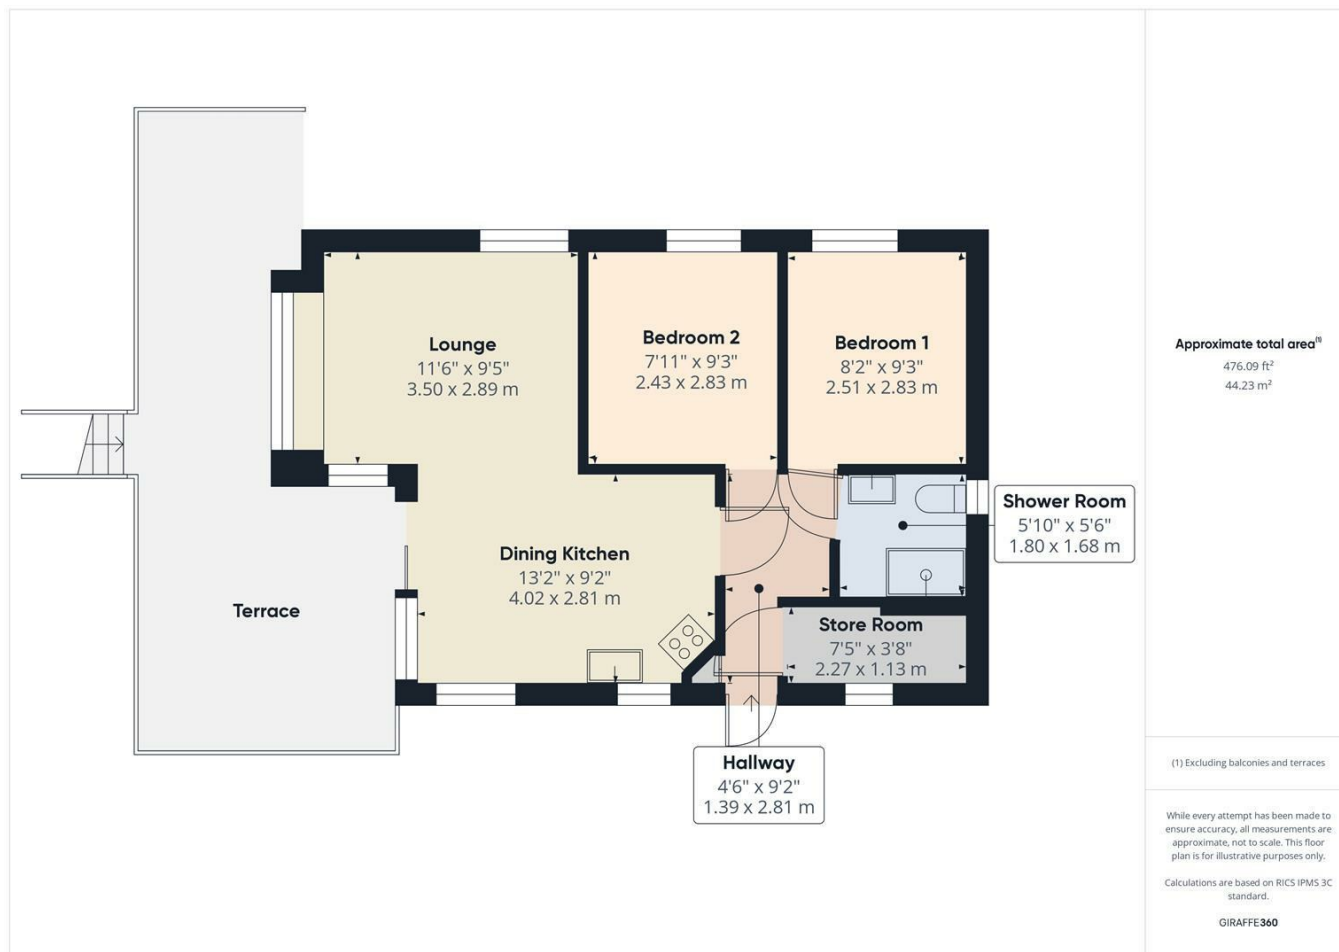 Lounge
11'6" x 9'5"
3.50 x 2.89 m
Bedroom 2
7'11" x 9'3"
2.43 x 2.83 m
Bedroom 1
8'2" x 9'3"
2.51 x 2.83 m
Shower Room
5'10" x 5'6"
1.80 x 1.68 m
Dining Kitchen
13'2" x 9'2"
4.02 x 2.81 m
Terrace
Store Room
7'5" x 3'8"
2.27 x 1.13 m
Hallway
4'6" x 9'2"
1.39 x 2.81 m
Approximate total area(1)
476.09 ft²
44.23 m²
(1) Excluding balconies and terraces
While every attempt has been made to
ensure accuracy, all measurements are
approximate, not to scale. This floor
plan is for illustrative purposes only.
Calculations are based on RICS IPMS 3C
standard.
GIRAFFE360